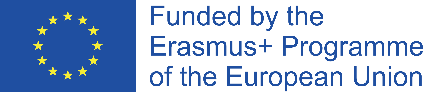 Funded by the
Erasmus+ Programme
of the European Union